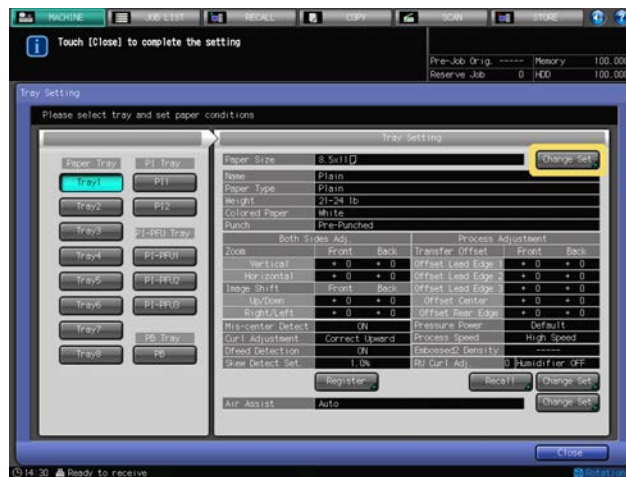 MACHINE JOB LIST RECALL COPY SCAN STORE
Touch [Close] to complete the setting
Pre-Job Orig. ----- Memory 100.00
Reserve Job 0 HDD 100.00
Tray Setting
Please select tray and set paper conditions
Tray Setting
Paper Tray PI Tray
Tray1 PI1
Tray2 PI2
Tray3 PI-PFU Tray
Tray4 PI-PFU1
Tray5 PI-PFU2
Tray6 PI-PFU3
Tray7 PB Tray
Tray8 PB
Paper Size 8.5x11 Change Set
Name Plain
Paper Type Plain
Weight 21-24 lb
Colored Paper White
Punch Pre-Punched
Both Sides Adj. Process Adjustment
Zoom Front Back Transfer Offset Front Back
Vertical + 0 + 0 Offset Lead Edge 1 + 0 + 0
Horizontal + 0 + 0 Offset Lead Edge 2 + 0 + 0
Image Shift Front Back Offset Lead Edge 3 + 0 + 0
Up/Down + 0 + 0 Offset Center + 0 + 0
Right/Left + 0 + 0 Offset Rear Edge + 0 + 0
Mis-center Detect ON Pressure Power Default
Curl Adjustment Correct Upward Process Speed High Speed
Dfeed Detection ON Embossed2 Density -----
Skew Detect Set. 1.0% RU Curl Adj. 0 Humidifier OFF
Register Recall Change Set
Air Assist Auto Change Set
Close
14:30 Ready to receive Rotation